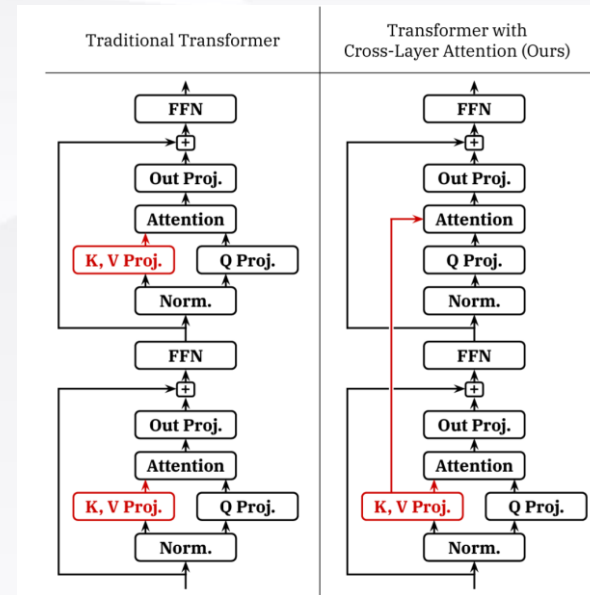 Traditional Transformer
Transformer with
Cross-Layer Attention (Ours)
FFN
+
Out Proj.
Attention
K, V Proj.
Q Proj.
Norm.
FFN
+
Out Proj.
Attention
K, V Proj.
Q Proj.
Norm.
FFN
+
Out Proj.
Attention
Q Proj.
Norm.
FFN
+
Out Proj.
Attention
K, V Proj.
Q Proj.
Norm.